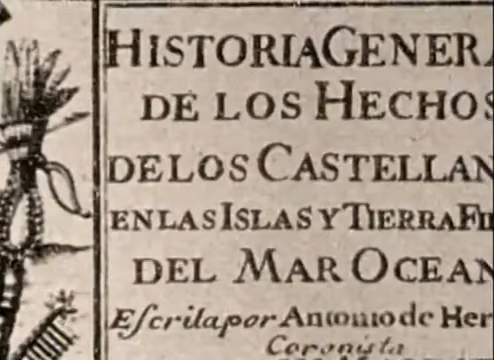 HISTORIA GENERA
DE LOS HECHOS
DE LOS CASTELLAN
EN LAS ISLAS Y TIERRA FI
DEL MAR OCEAN
Eſcrita por Antonio de Her
Coronista